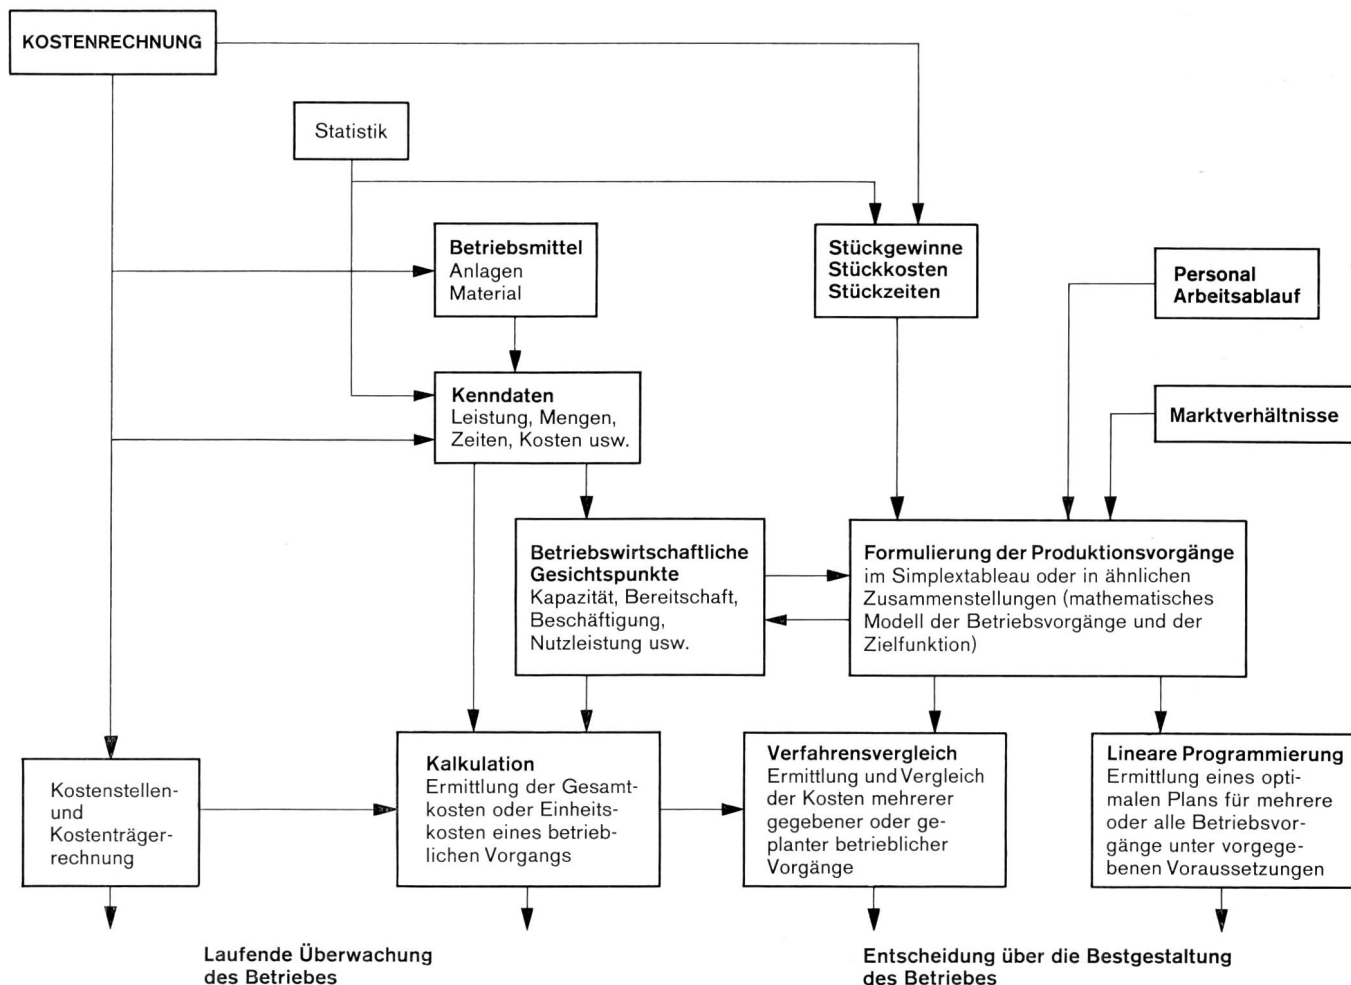 KOSTENRECHNUNG
Statistik
Betriebsmittel
Anlagen
Material
Stückgewinne
Stückkosten
Stückzeiten
Personal
Arbeitsablauf
Kenndaten
Leistung, Mengen,
Zeiten, Kosten usw.
Marktverhältnisse
Betriebswirtschaftliche
Gesichtspunkte
Kapazität, Bereitschaft,
Beschäftigung,
Nutzleistung usw.
Formulierung der Produktionsvorgänge
im Simplextableau oder in ähnlichen
Zusammenstellungen (mathematisches
Modell der Betriebsvorgänge und der
Zielfunktion)
Kostenstellen-
und
Kostenträger-
rechnung
Kalkulation
Ermittlung der Gesamt-
kosten oder Einheits-
kosten eines betrieb-
lichen Vorgangs
Verfahrensvergleich
Ermittlung und Vergleich
der Kosten mehrerer
gegebener oder ge-
planter betrieblicher
Vorgänge
Lineare Programmierung
Ermittlung eines opti-
malen Plans für mehrere
oder alle Betriebsvor-
gänge unter vorgege-
benen Voraussetzungen
Laufende Überwachung
des Betriebes
Entscheidung über die Bestgestaltung
des Betriebes